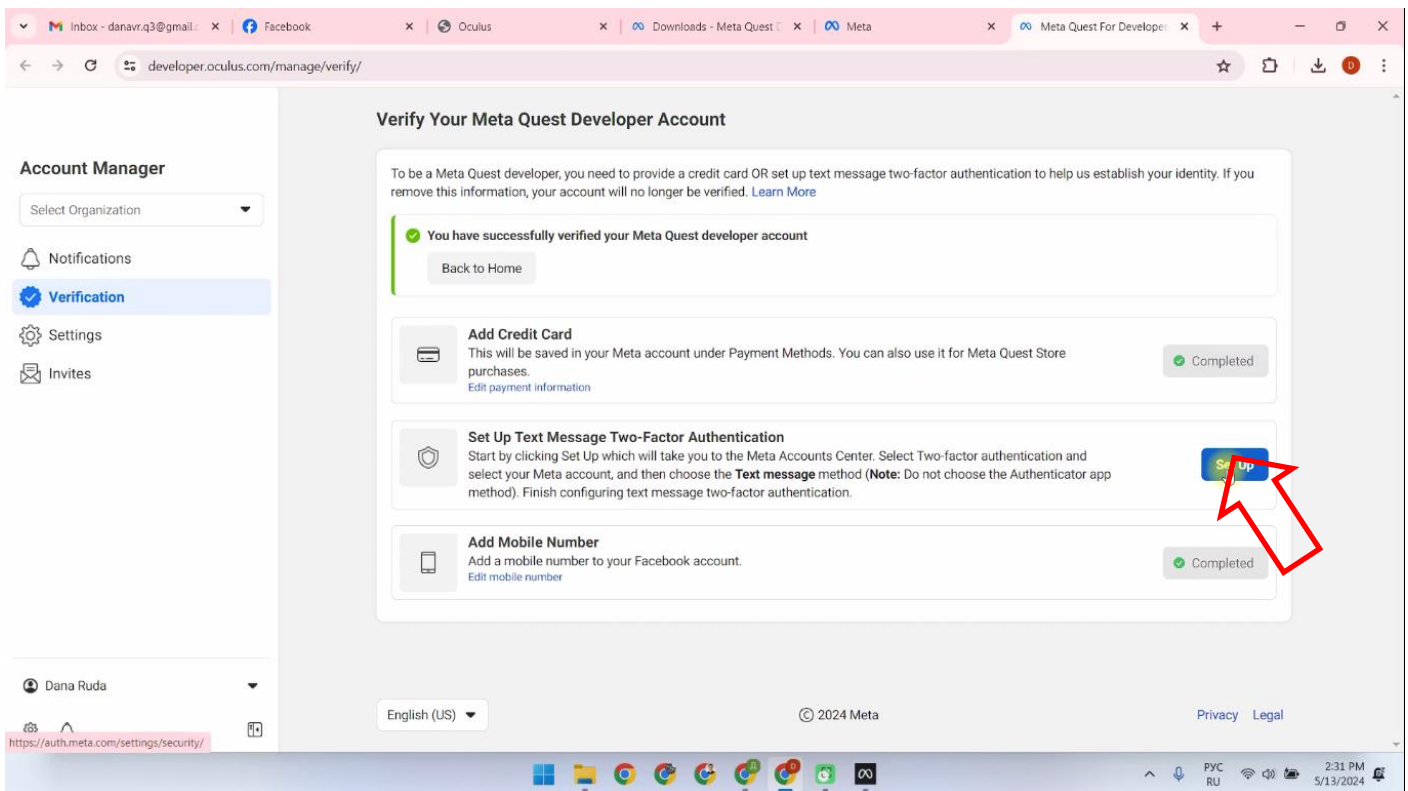 Inbox - danavr.q3@gmail.c
Facebook
Oculus
Downloads - Meta Quest D
Meta
Meta Quest For Developer
developer.oculus.com/manage/verify/
D
Verify Your Meta Quest Developer Account
Account Manager
Select Organization
Notifications
Verification
Settings
Invites
To be a Meta Quest developer, you need to provide a credit card OR set up text message two-factor authentication to help us establish your identity. If you
remove this information, your account will no longer be verified. Learn More
You have successfully verified your Meta Quest developer account
Back to Home
Add Credit Card
This will be saved in your Meta account under Payment Methods. You can also use it for Meta Quest Store
purchases.
Edit payment information
Completed
Set Up Text Message Two-Factor Authentication
Start by clicking Set Up which will take you to the Meta Accounts Center. Select Two-factor authentication and
select your Meta account, and then choose the Text message method (Note: Do not choose the Authenticator app
method). Finish configuring text message two-factor authentication.
Set Up
Add Mobile Number
Add a mobile number to your Facebook account.
Edit mobile number
Completed
Dana Ruda
English (US)
© 2024 Meta
Privacy Legal
https://auth.meta.com/settings/security/
РУС
RU
2:31 PM
5/13/2024